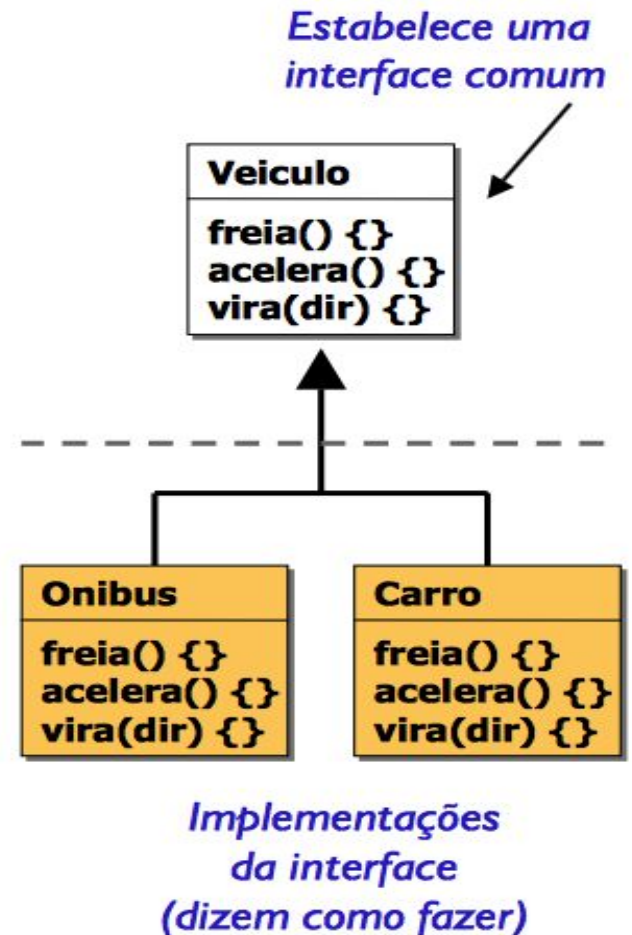 Estabelece uma
interface comum
Veiculo
freia() {}
acelera() {}
vira(dir) {}
Onibus
freia() {}
acelera() {}
vira(dir) {}
Carro
freia() {}
acelera() {}
vira(dir) {}
Implementações
da interface
(dizem como fazer)